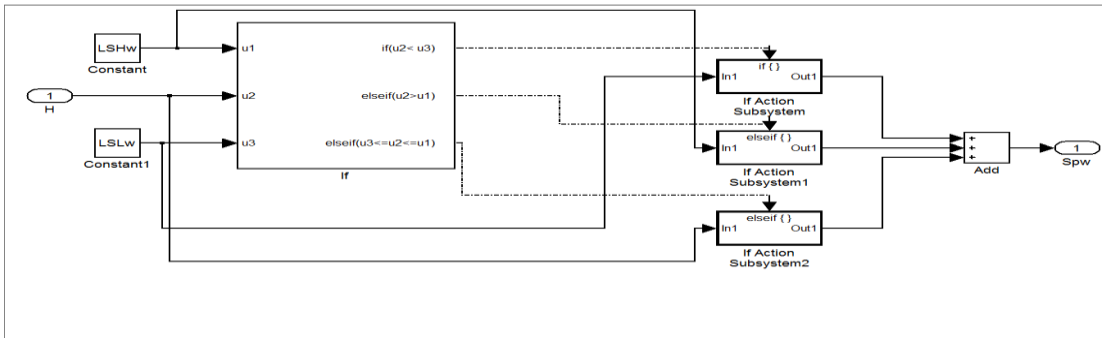 LSHw
Constant
1
H
LSLw
Constant1
u1
u2
u3
if(u2< u3)
elseif(u2>u1)
elseif(u3<=u2<=u1)
If
if { }
In1
Out1
If Action
Subsystem
elseif { }
In1
Out1
If Action
Subsystem1
elseif { }
In1
Out1
If Action
Subsystem2
+
+
+
Add
1
Spw